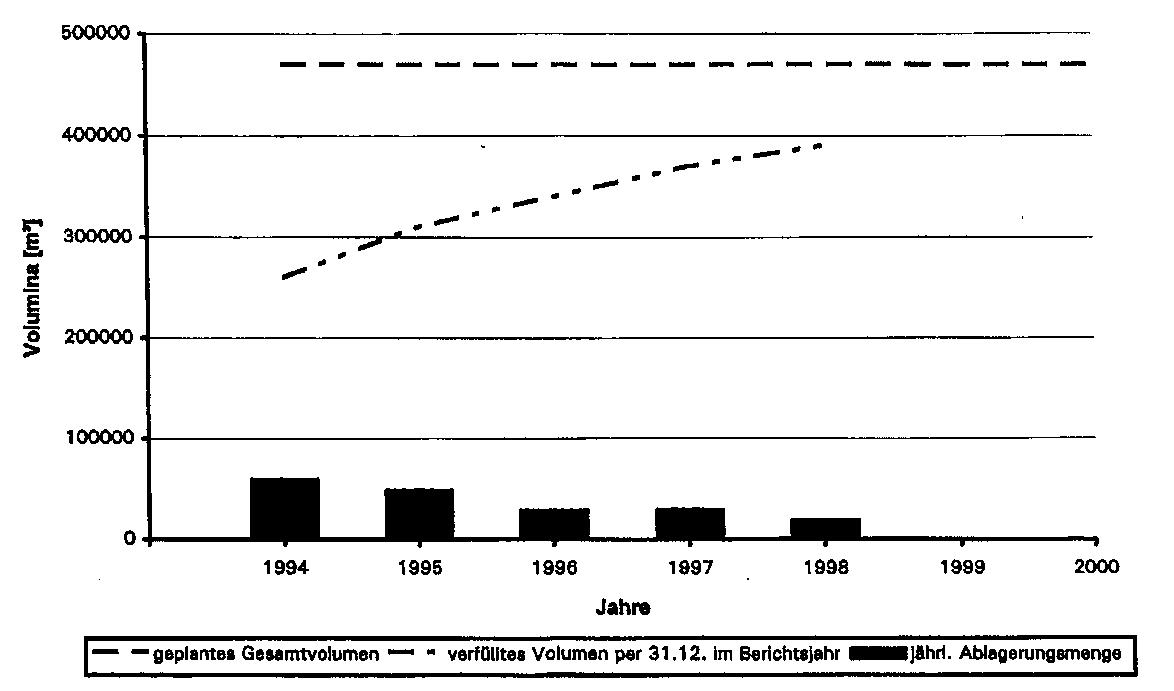 500000
400000
300000
200000
100000
0
Volumina [m³]
1994 1995 1996 1997 1998 1999 2000
Jahre
geplantes Gesamtvolumen verfülltes Volumen per 31.12. im Berichtsjahr jährl. Ablagerungsmenge